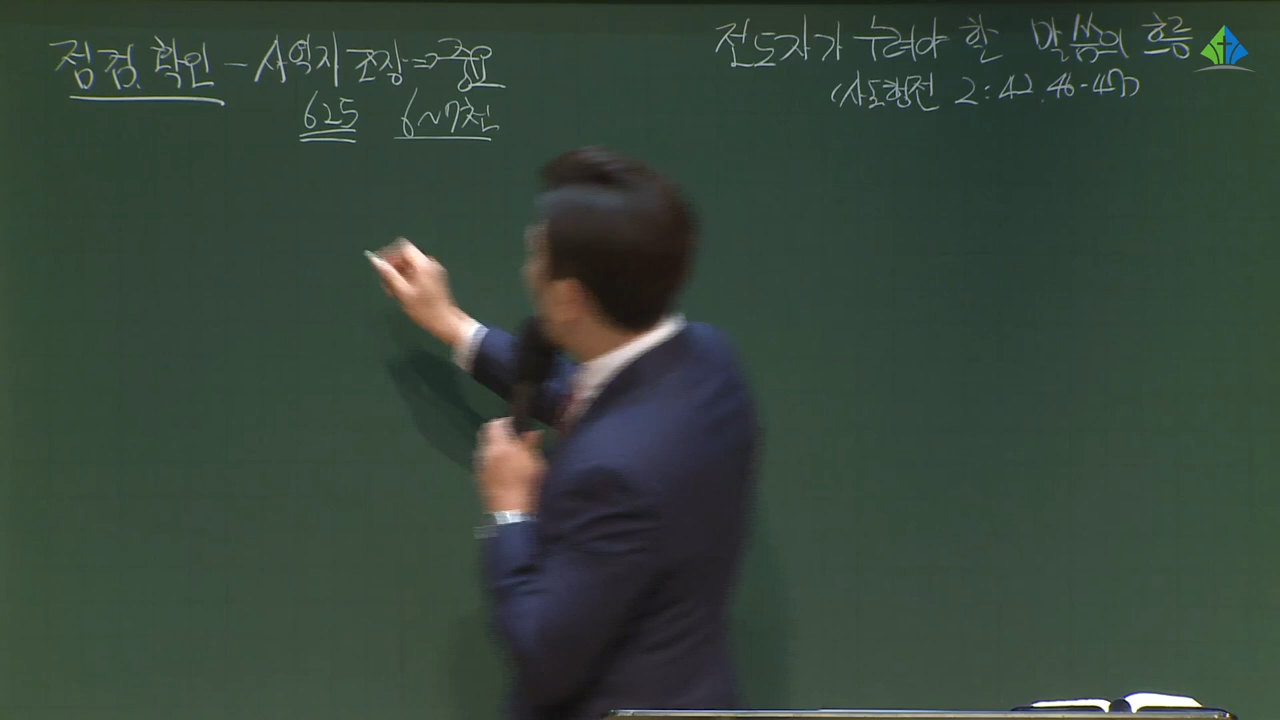 점검. 확인 - 사역자 조장 => 중요
625 6~7천
전도자가 누려야 할 말씀의 흐름
(사도행전 2:42. 46-47)